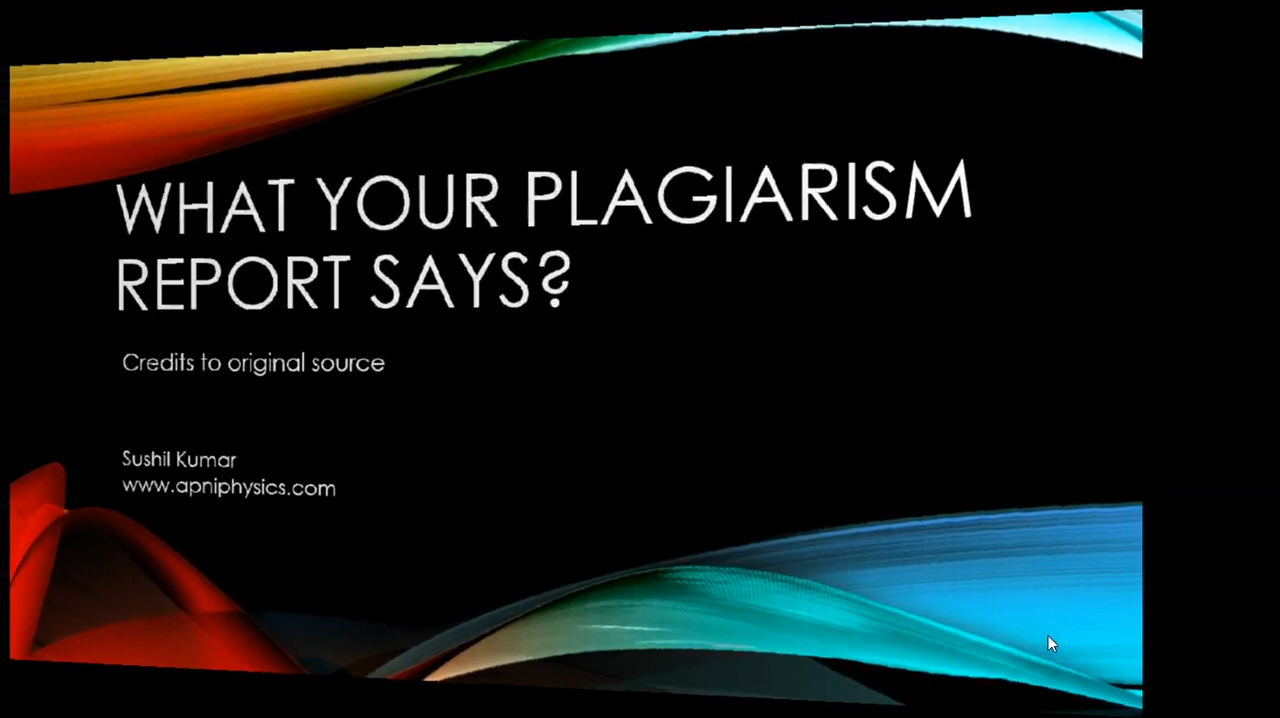 WHAT YOUR PLAGIARISM
REPORT SAYS?
Credits to original source
Sushil Kumar
www.apniphysics.com